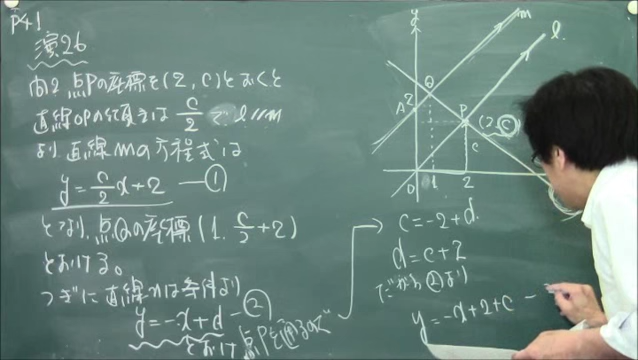 P41
演26
問2 点Pの座標を(2, c)とおくと
直線OPの傾きは c/2 で、l // m
より直線mの方程式は
y = c/2 x + 2 ―①
となり、点Qの座標(1, c/2 + 2)
とおける。
つぎに直線nは条件より
y = -x + d ―②
とおけ点Pを通るので
→ c = -2 + d
d = c + 2
だから②より
y = -x + 2 + c ―
y
m
l
Q
A 2
P
(2, c)
c
O
1
2